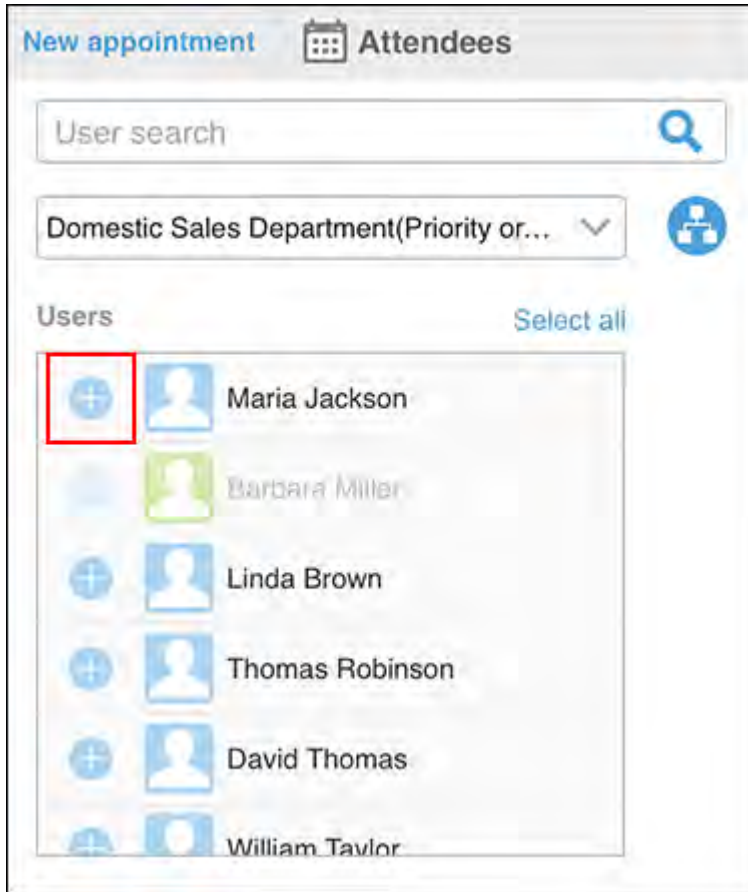 New appointment Attendees
User search
Domestic Sales Department(Priority or...
Users Select all
Maria Jackson
Barbara Miller
Linda Brown
Thomas Robinson
David Thomas
William Taylor